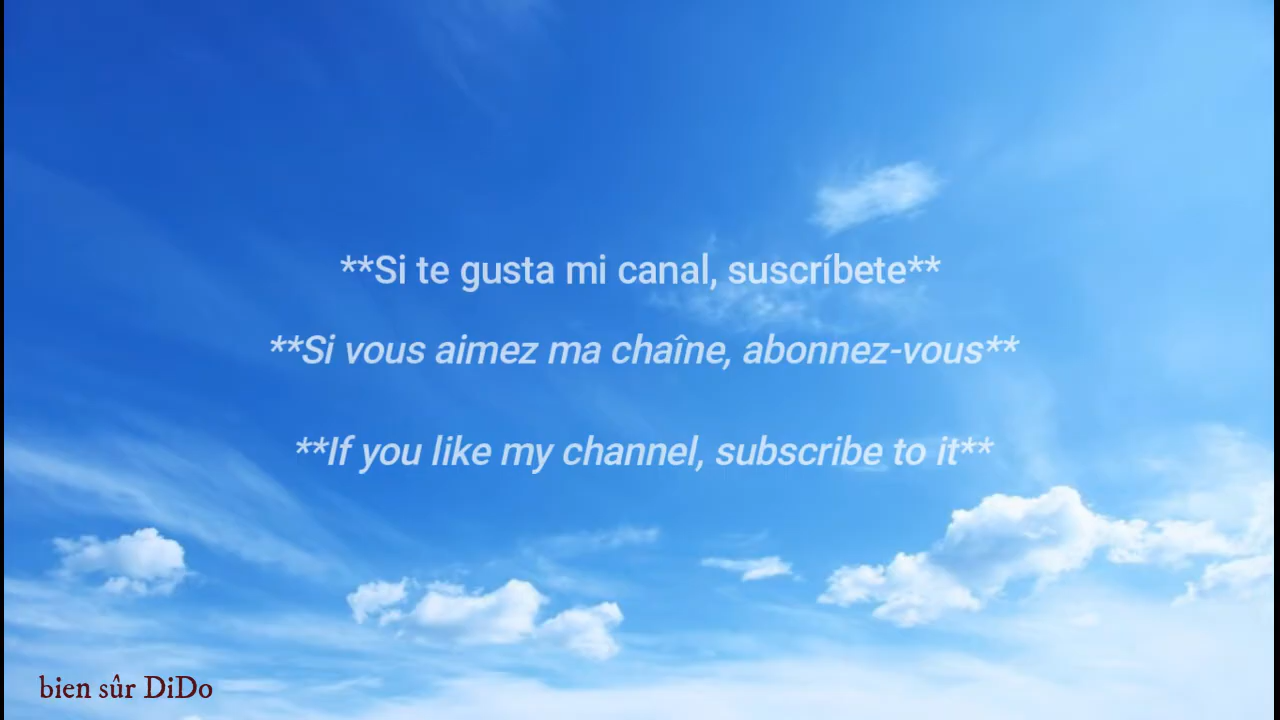 **Si te gusta mi canal, suscríbete**
**Si vous aimez ma chaîne, abonnez-vous**
**If you like my channel, subscribe to it**
bien sûr DiDo